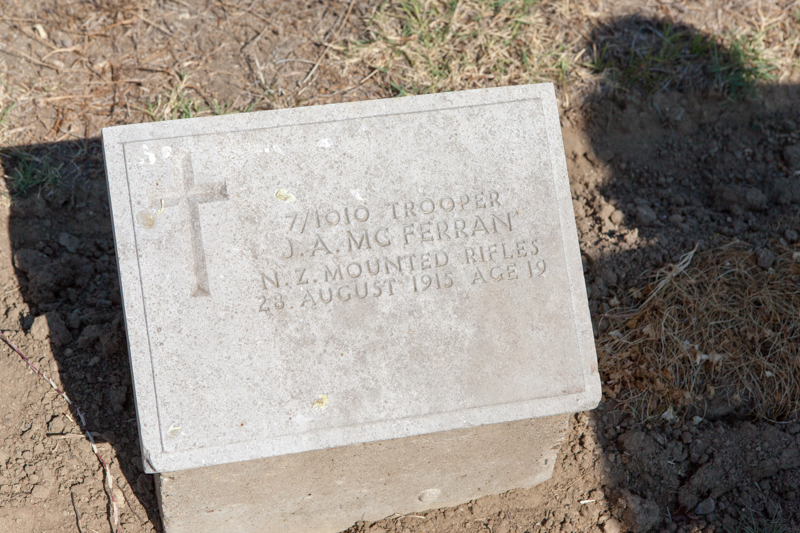 7/1010 TROOPER
J. A. MC FERRAN
N. Z. MOUNTED RIFLES
28. AUGUST 1915 AGE 19